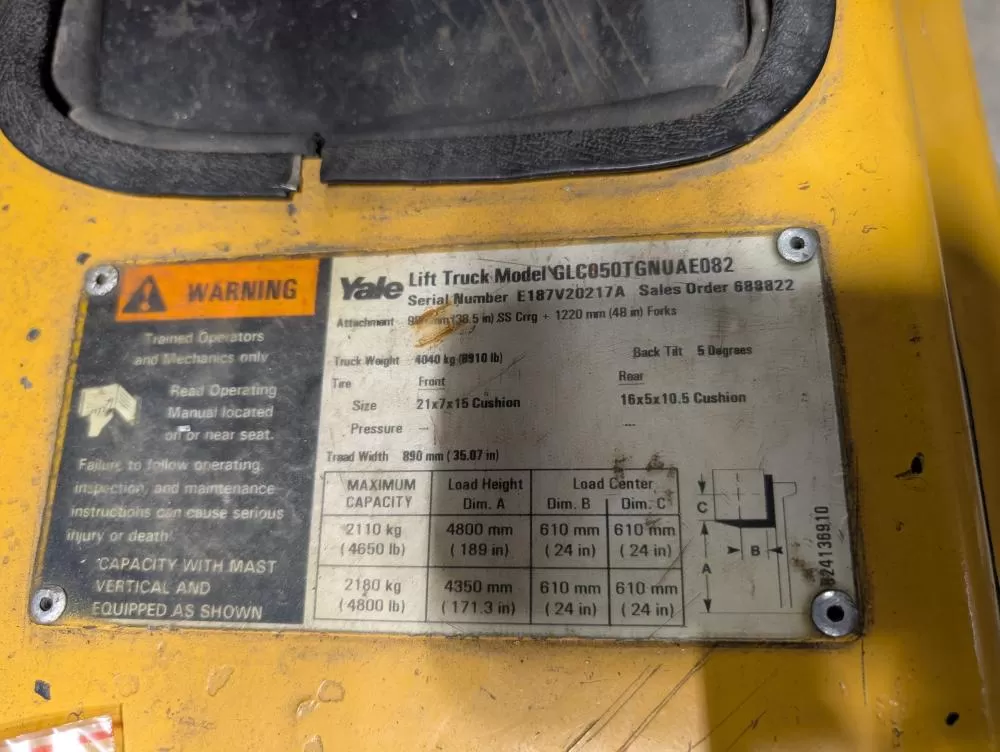 WARNING
Trained Operators
and Mechanics only
Read Operating
Manual located
on or near seat.
Failure to follow operating,
inspection, and maintenance
instructions can cause serious
injury or death!
*CAPACITY WITH MAST
VERTICAL AND
EQUIPPED AS SHOWN
Yale Lift Truck Model GLC050TGNUAE082
Serial Number E187V20217A Sales Order 688822
Attachment mm (38.5 in) SS Crrg + 1220 mm (48 in) Forks
Truck Weight 4040 kg (8910 lb) Back Tilt 5 Degrees
Tire Front Rear
Size 21x7x15 Cushion 16x5x10.5 Cushion
Pressure --- ---
Tread Width 890 mm (35.07 in)
MAXIMUM CAPACITY Load Height Dim. A Load Center Dim. B Dim. C
2110 kg 4800 mm 610 mm 610 mm
(4650 lb) (189 in) (24 in) (24 in)
2180 kg 4350 mm 610 mm 610 mm
(4800 lb) (171.3 in) (24 in) (24 in)
C
B
A